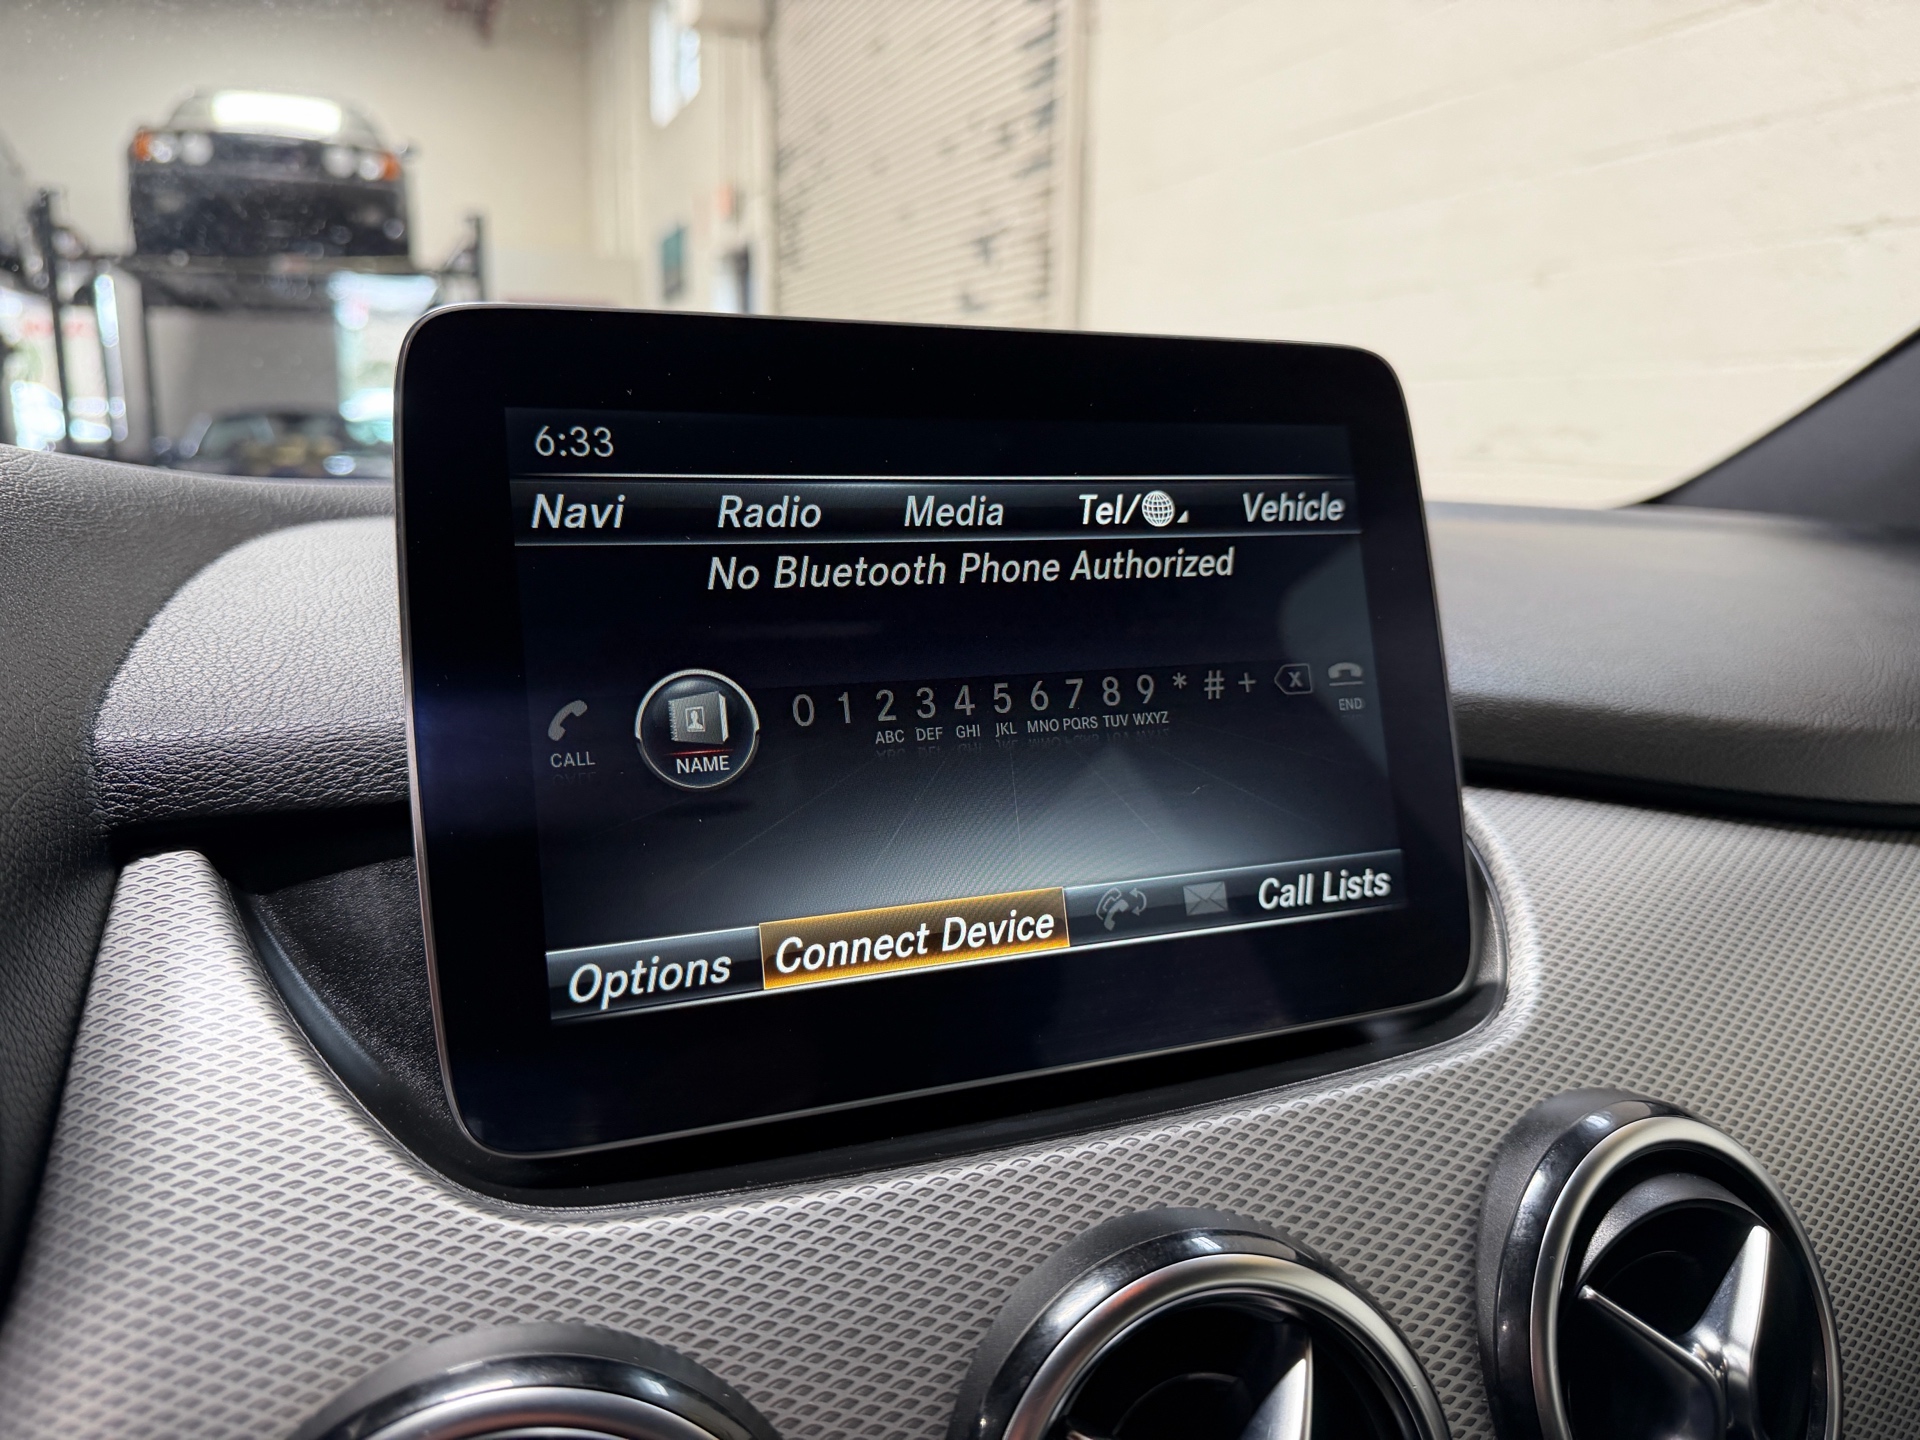 6:33
Navi Radio Media Tel/ Vehicle
No Bluetooth Phone Authorized
CALL NAME 0 1 2 3 4 5 6 7 8 9 * # + X END
ABC DEF GHI JKL MNO PQRS TUV WXYZ
Options Connect Device Call Lists